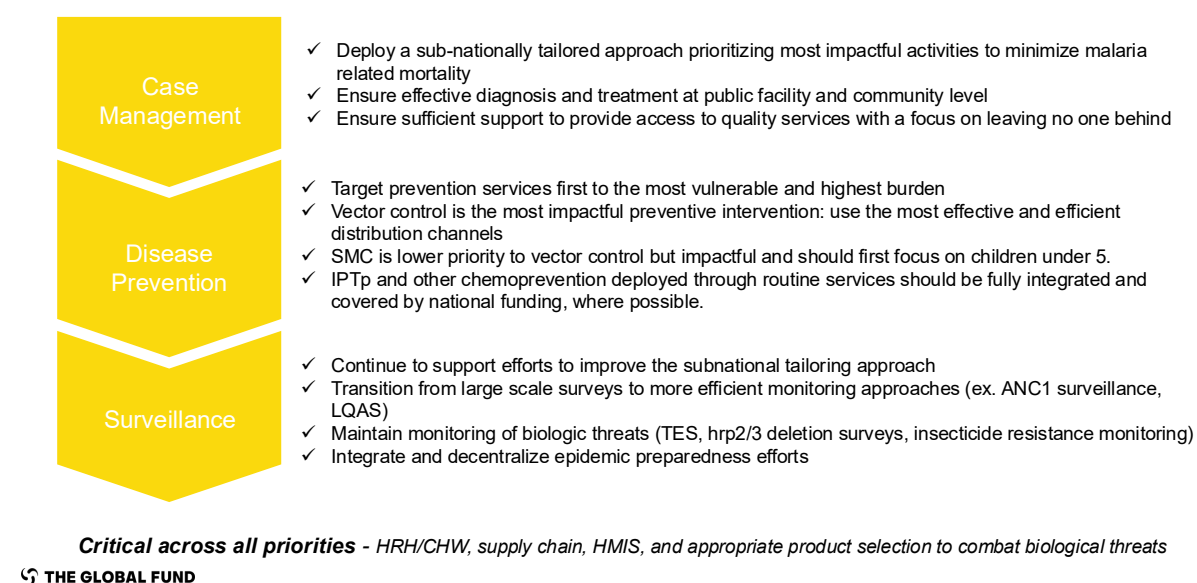 Case
Management
✓ Deploy a sub-nationally tailored approach prioritizing most impactful activities to minimize malaria
related mortality
✓ Ensure effective diagnosis and treatment at public facility and community level
✓ Ensure sufficient support to provide access to quality services with a focus on leaving no one behind
Disease
Prevention
✓ Target prevention services first to the most vulnerable and highest burden
✓ Vector control is the most impactful preventive intervention: use the most effective and efficient
distribution channels
✓ SMC is lower priority to vector control but impactful and should first focus on children under 5.
✓ IPTp and other chemoprevention deployed through routine services should be fully integrated and
covered by national funding, where possible.
Surveillance
✓ Continue to support efforts to improve the subnational tailoring approach
✓ Transition from large scale surveys to more efficient monitoring approaches (ex. ANC1 surveillance,
LQAS)
✓ Maintain monitoring of biologic threats (TES, hrp2/3 deletion surveys, insecticide resistance monitoring)
✓ Integrate and decentralize epidemic preparedness efforts
Critical across all priorities - HRH/CHW, supply chain, HMIS, and appropriate product selection to combat biological threats
THE GLOBAL FUND